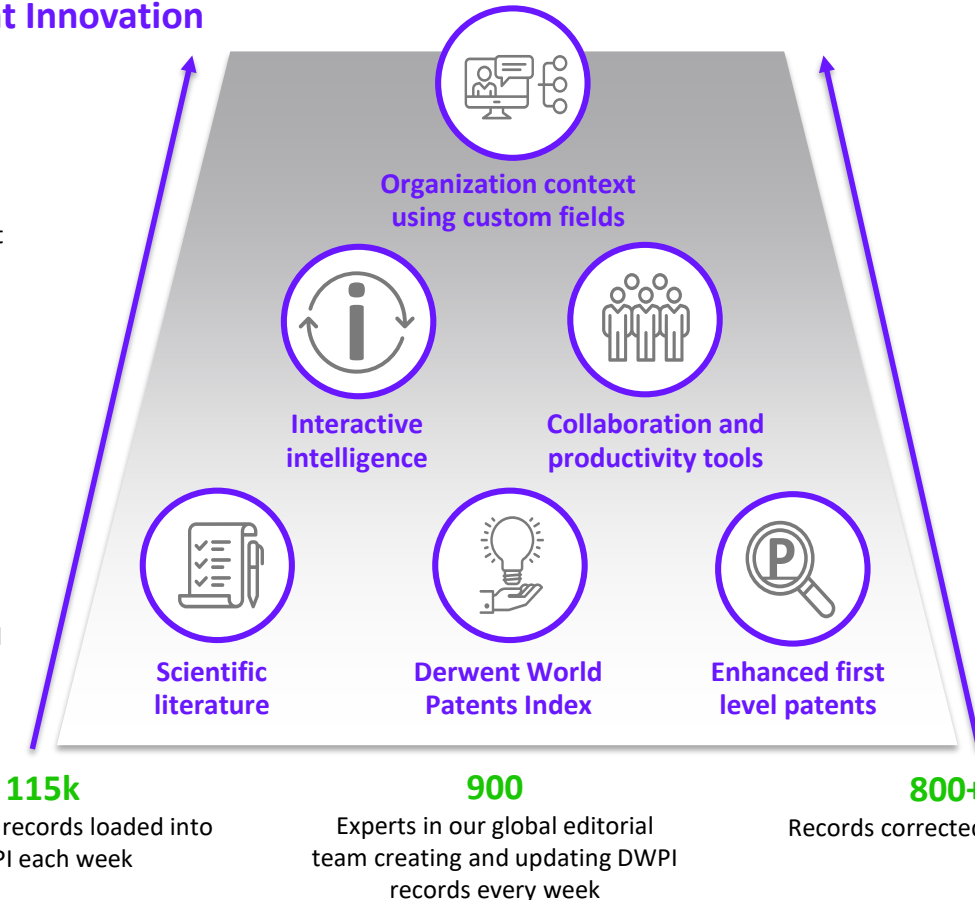 t Innovation
Organization context
using custom fields
t
Interactive
intelligence
Collaboration and
productivity tools
P
Scientific
literature
Derwent World
Patents Index
Enhanced first
level patents
115k
records loaded into
PI each week
900
Experts in our global editorial
team creating and updating DWPI
records every week
800+
Records corrected